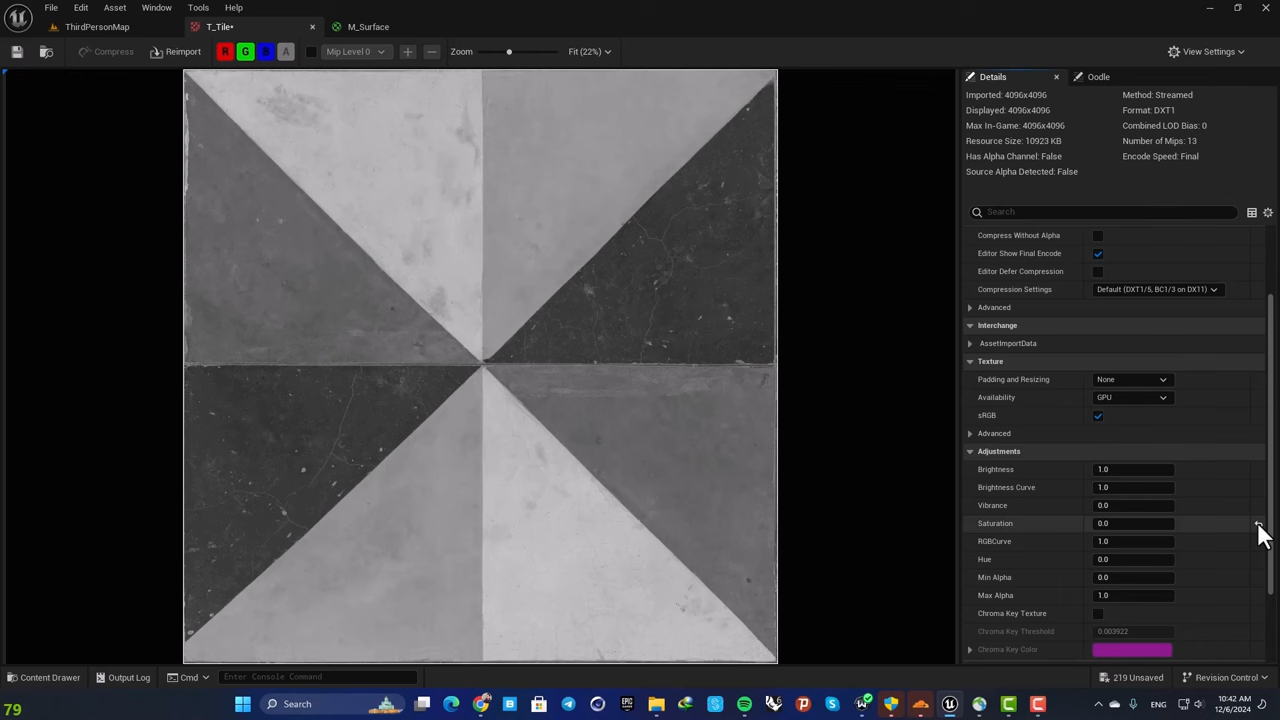 File Edit Asset Window Tools Help
ThirdPersonMap T_Tile* M_Surface
Compress Reimport R G B A Mip Level 0 Zoom Fit (22%) View Settings
Details Oodle
Imported: 4096x4096 Method: Streamed
Displayed: 4096x4096 Format: DXT1
Max In-Game: 4096x4096 Combined LOD Bias: 0
Resource Size: 10923 KB Number of Mips: 13
Has Alpha Channel: False Encode Speed: Final
Source Alpha Detected: False
Search
Compress Without Alpha
Editor Show Final Encode
Editor Defer Compression
Compression Settings Default (DXT1/5, BC1/3 on DX11)
Advanced
Interchange
AssetImportData
Texture
Padding and Resizing None
Availability GPU
sRGB
Advanced
Adjustments
Brightness 1.0
Brightness Curve 1.0
Vibrance 0.0
Saturation 0.0
RGBCurve 1.0
Hue 0.0
Min Alpha 0.0
Max Alpha 1.0
Chroma Key Texture
Chroma Key Threshold 0.003922
Chroma Key Color
Content Drawer Output Log Cmd Enter Console Command 219 Unsaved Revision Control
79 Search ENG 10:42 AM
12/6/2024